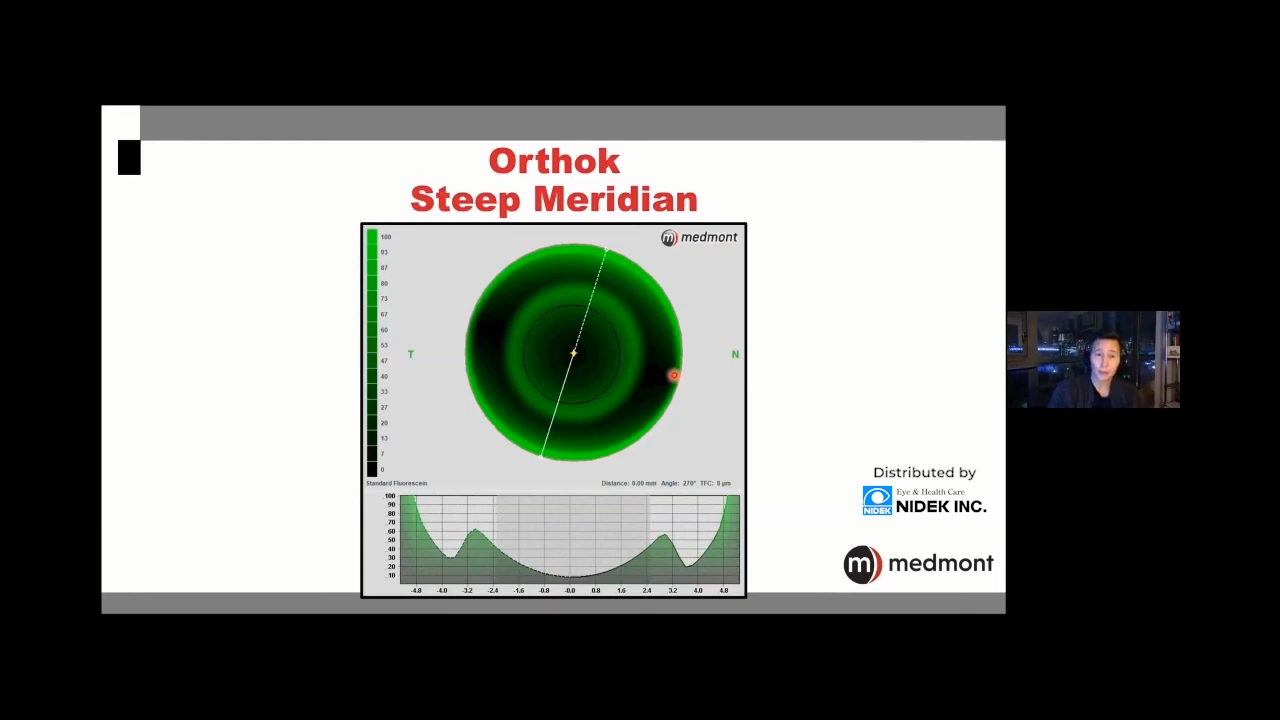 Orthok
Steep Meridian
medmont
100
93
87
80
73
67
60
53
47
40
33
27
20
13
7
0
T
N
Standard Fluorescein
Distance: 0.00 mm Angle: 270° TFC: 8 µm
100
90
80
70
60
50
40
30
20
10
-4.8 -4.0 -3.2 -2.4 -1.6 -0.8 -0.0 0.8 1.6 2.4 3.2 4.0 4.8
Distributed by
NIDEK
Eye & Health Care
NIDEK INC.
m medmont